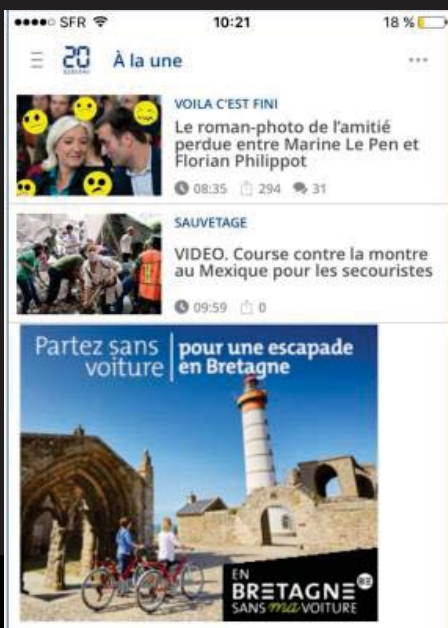 SFR 10:21 18 %
20 À la une
VOILA C'EST FINI
Le roman-photo de l'amitié
perdue entre Marine Le Pen et
Florian Philippot
08:35 294 31
SAUVETAGE
VIDEO. Course contre la montre
au Mexique pour les secouristes
09:59 0
Partez sans
voiture
pour une escapade
en Bretagne
EN
BRETAGNE
SANS ma VOITURE